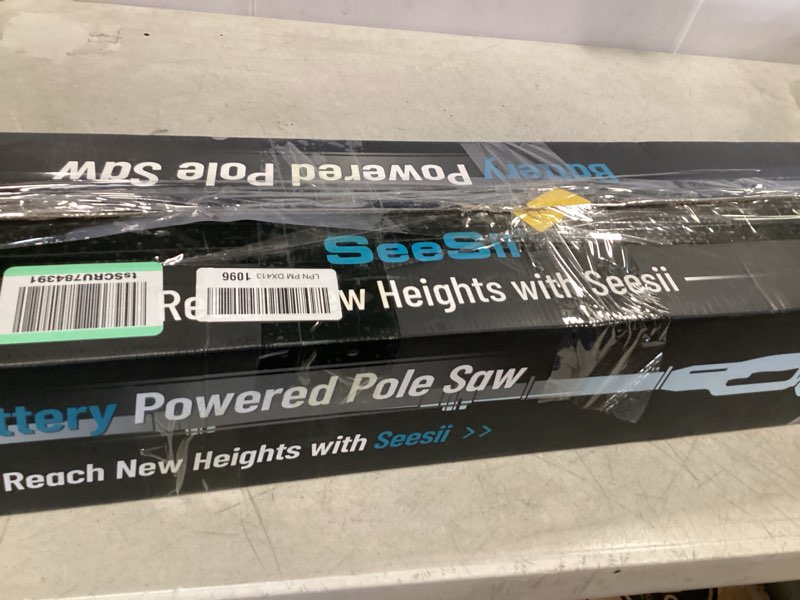 Battery Powered Pole Saw
SeeSii
Re w Heights with Seesii
tsSCRU784391
LPN PM DX413 1096
ttery Powered Pole Saw
Reach New Heights with Seesii >>